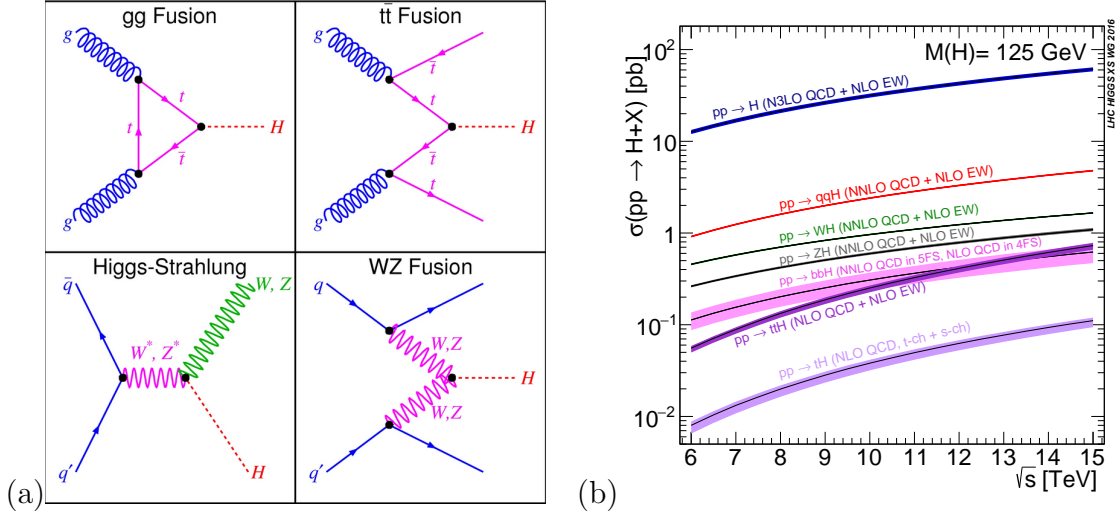 gg Fusion
g
t
t
t̄
H
g
tt̄ Fusion
g
t̄
t
t̄
t
H
g
Higgs-Strahlung
q̄
W, Z
W*, Z*
q'
H
WZ Fusion
q
W,Z
H
W,Z
q'
(a)
σ(pp → H+X) [pb]
10²
10
1
10⁻¹
10⁻²
M(H)= 125 GeV
LHC HIGGS XS WG 2016
pp → H (N3LO QCD + NLO EW)
pp → qqH (NNLO QCD + NLO EW)
pp → WH (NNLO QCD + NLO EW)
pp → ZH (NNLO QCD + NLO EW)
pp → bbH (NNLO QCD in 5FS, NLO QCD in 4FS)
pp → ttH (NLO QCD + NLO EW)
pp → tH (NLO QCD, t-ch + s-ch)
6 7 8 9 10 11 12 13 14 15
√s [TeV]
(b)